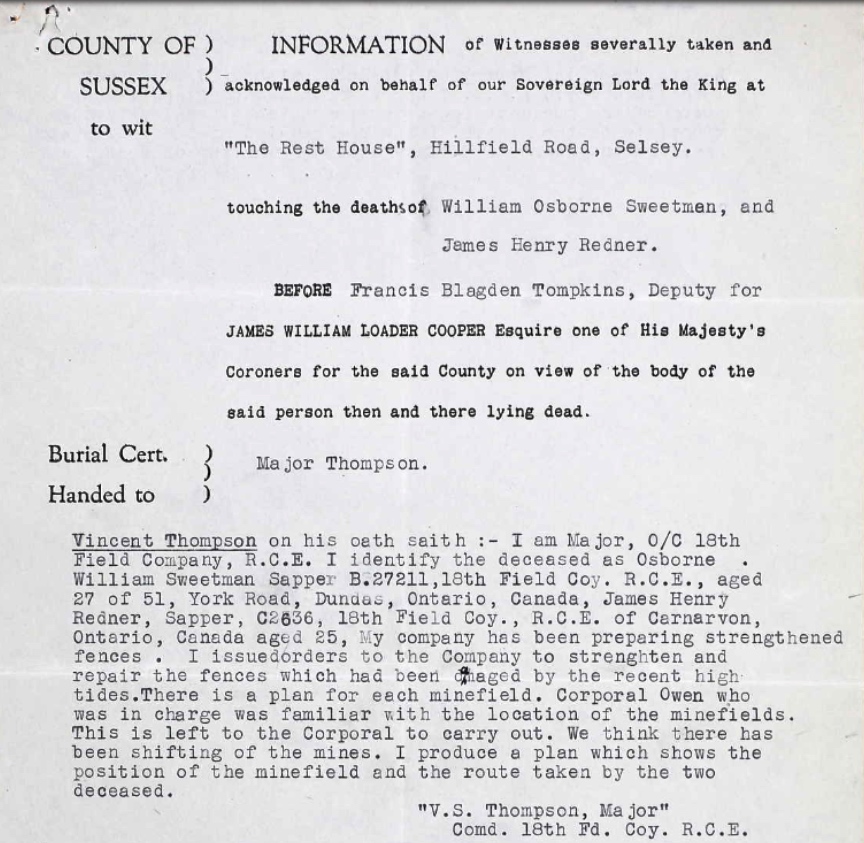 COUNTY OF ) INFORMATION of Witnesses severally taken and
)
SUSSEX ) acknowledged on behalf of our Sovereign Lord the King at
to wit
"The Rest House", Hillfield Road, Selsey.
touching the deaths of William Osborne Sweetman, and
James Henry Redner.
BEFORE Francis Blagden Tompkins, Deputy for
JAMES WILLIAM LOADER COOPER Esquire one of His Majesty's
Coroners for the said County on view of the body of the
said person then and there lying dead.
Burial Cert. )
) Major Thompson.
Handed to )
Vincent Thompson on his oath saith :- I am Major, O/C 18th
Field Company, R.C.E. I identify the deceased as Osborne .
William Sweetman Sapper B.27211,18th Field Coy. R.C.E., aged
27 of 51, York Road, Dundas, Ontario, Canada, James Henry
Redner, Sapper, C2636, 18th Field Coy., R.C.E. of Carnarvon,
Ontario, Canada aged 25, My company has been preparing strengthened
fences . I issuedorders to the Company to strenghten and
repair the fences which had been damaged by the recent high
tides.There is a plan for each minefield. Corporal Owen who
was in charge was familiar with the location of the minefields.
This is left to the Corporal to carry out. We think there has
been shifting of the mines. I produce a plan which shows the
position of the minefield and the route taken by the two
deceased.
"V.S. Thompson, Major"
Comd. 18th Fd. Coy. R.C.E.